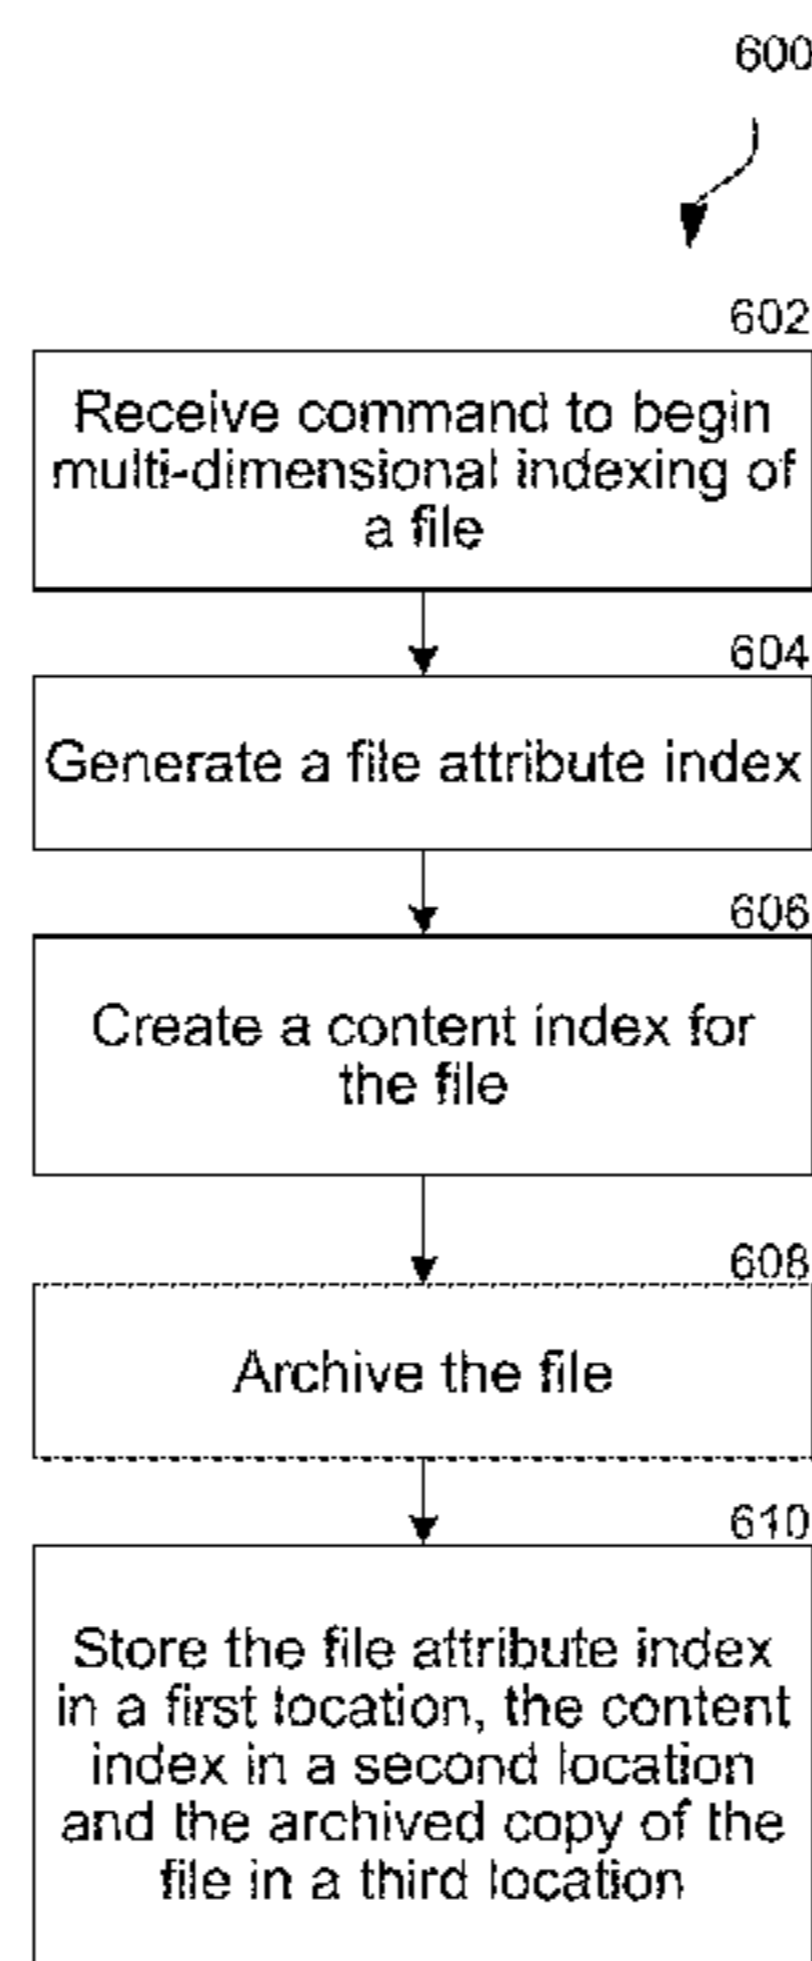 600
602
Receive command to begin
multi-dimensional indexing of
a file
604
Generate a file attribute index
606
Create a content index for
the file
608
Archive the file
610
Store the file attribute index
in a first location, the content
index in a second location
and the archived copy of the
file in a third location